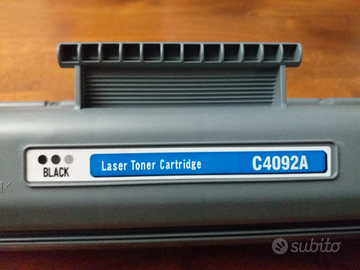 Laser Toner Cartridge C4092A
BLACK
subito